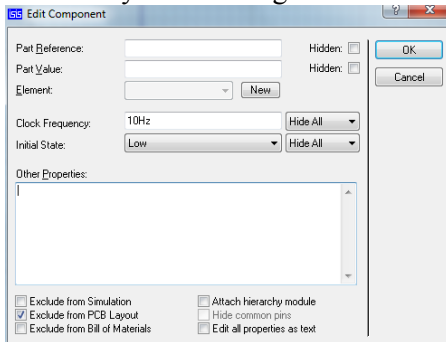 ISIS Edit Component
Part Reference: Hidden:
Part Value: Hidden:
Element: New
Clock Frequency: 10Hz Hide All
Initial State: Low Hide All
Other Properties:
Exclude from Simulation Attach hierarchy module
Exclude from PCB Layout Hide common pins
Exclude from Bill of Materials Edit all properties as text
OK
Cancel